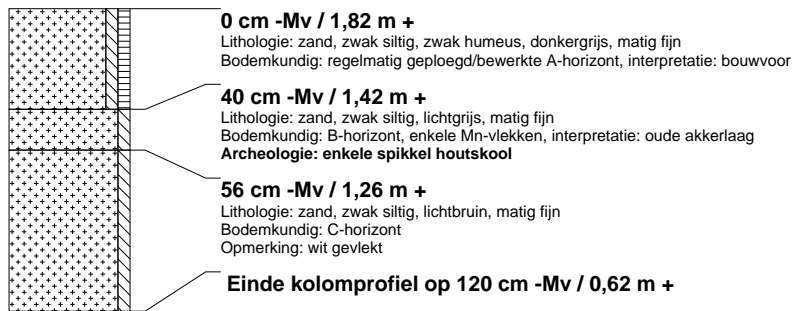 0 cm -Mv / 1,82 m +
Lithologie: zand, zwak siltig, zwak humeus, donkergrijs, matig fijn
Bodemkundig: regelmatig geploegd/bewerkte A-horizont, interpretatie: bouwvoor
40 cm -Mv / 1,42 m +
Lithologie: zand, zwak siltig, lichtgrijs, matig fijn
Bodemkundig: B-horizont, enkele Mn-vlekken, interpretatie: oude akkerlaag
Archeologie: enkele spikkel houtskool
56 cm -Mv / 1,26 m +
Lithologie: zand, zwak siltig, lichtbruin, matig fijn
Bodemkundig: C-horizont
Opmerking: wit gevlekt
Einde kolomprofiel op 120 cm -Mv / 0,62 m +